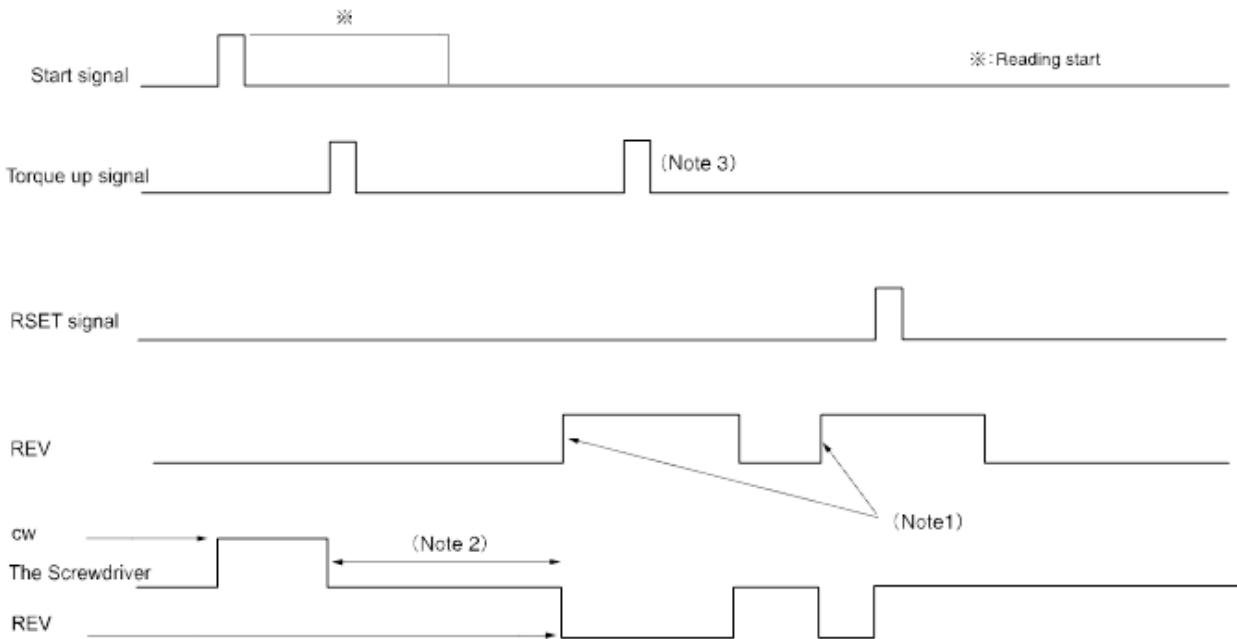 ※
Start signal
※:Reading start
Torque up signal
(Note 3)
RSET signal
REV
(Note1)
cw
(Note 2)
The Screwdriver
REV